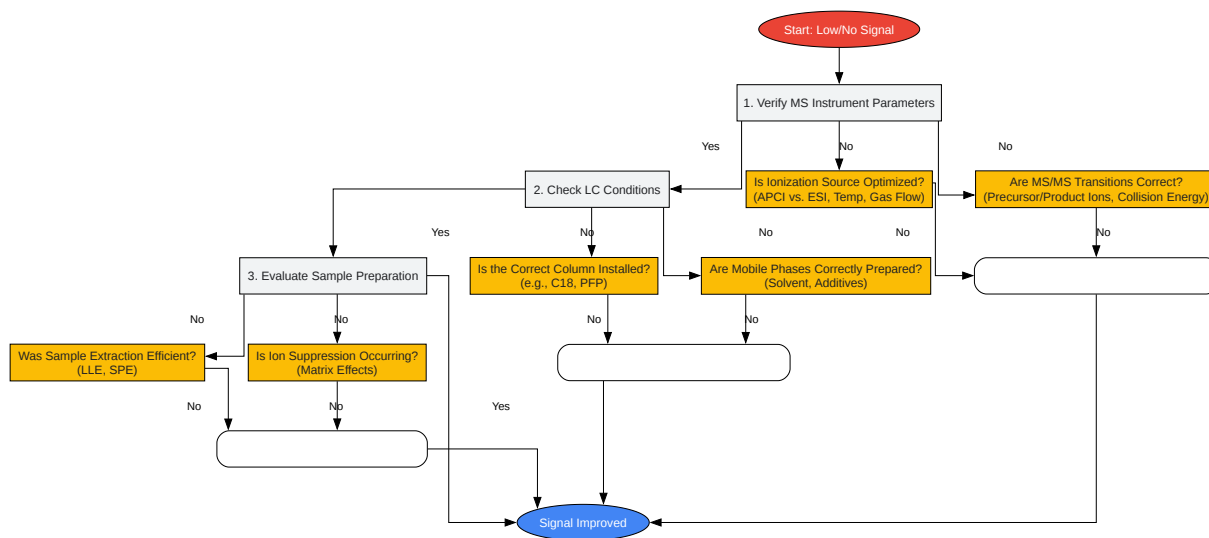 Start: Low/No Signal
1. Verify MS Instrument Parameters
Yes
No
No
2. Check LC Conditions
Is Ionization Source Optimized?
(APCI vs. ESI, Temp, Gas Flow)
Are MS/MS Transitions Correct?
(Precursor/Product Ions, Collision Energy)
Yes
No
No
No
No
3. Evaluate Sample Preparation
Is the Correct Column Installed?
(e.g., C18, PFP)
Are Mobile Phases Correctly Prepared?
(Solvent, Additives)
No
No
No
No
Was Sample Extraction Efficient?
(LLE, SPE)
Is Ion Suppression Occurring?
(Matrix Effects)
No
No
Yes
Signal Improved